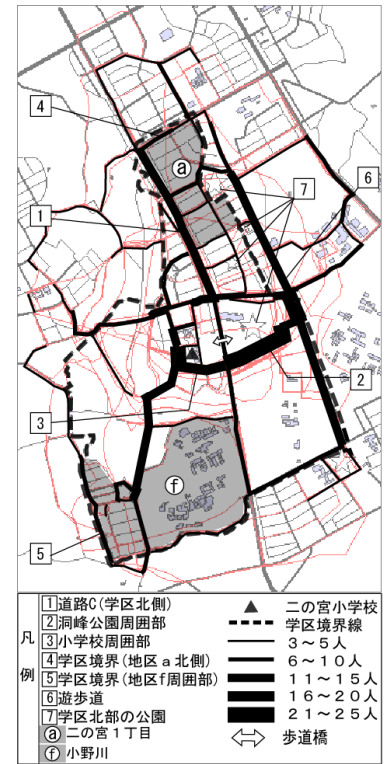 4
ⓐ
7
6
1
2
3
ⓕ
5
凡例
1 道路C(学区北側)
2 洞峰公園周囲部
3 小学校周囲部
4 学区境界(地区a北側)
5 学区境界(地区f周囲部)
6 遊歩道
7 学区北部の公園
ⓐ 二の宮1丁目
ⓕ 小野川
▲ 二の宮小学校
学区境界線
3～5人
6～10人
11～15人
16～20人
21～25人
歩道橋